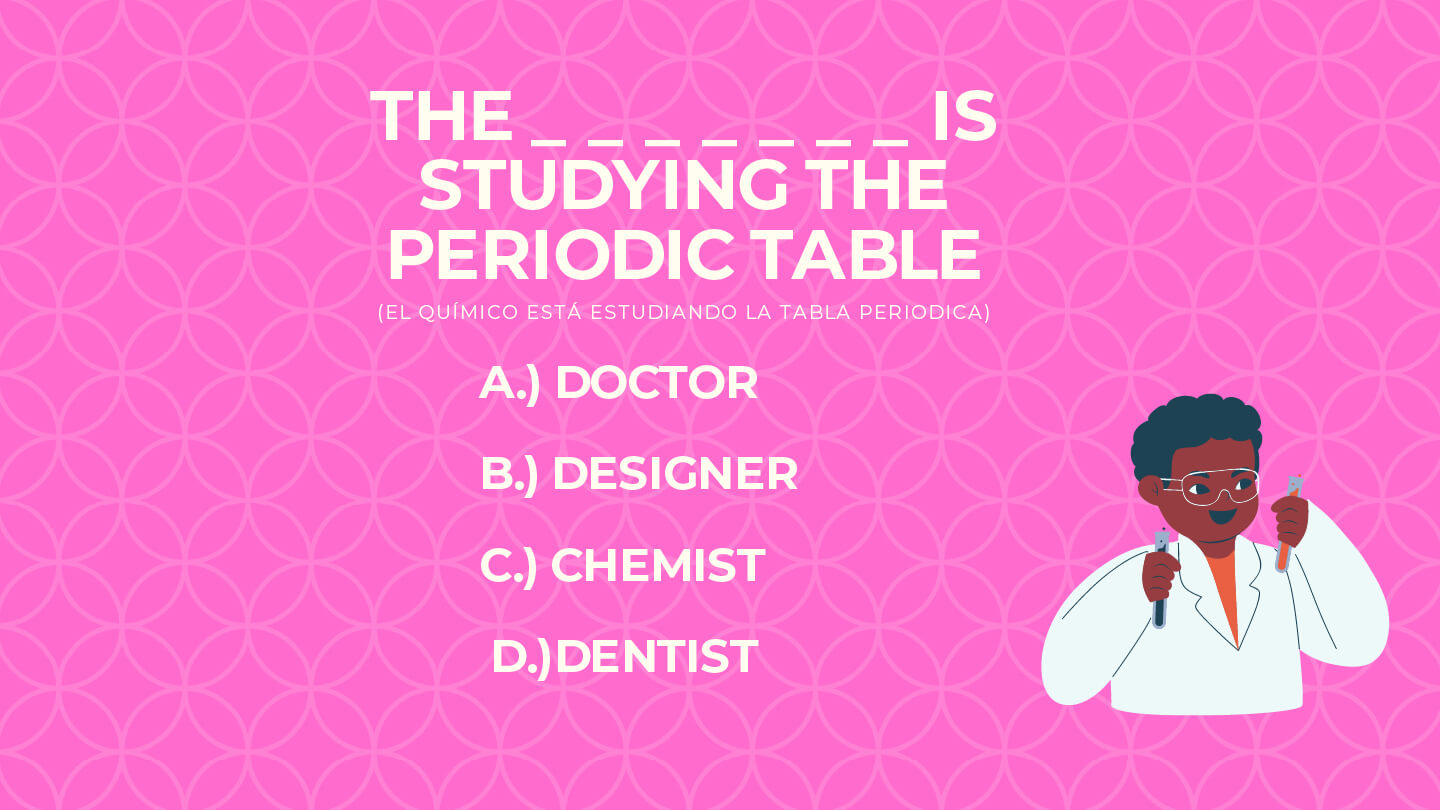 THE _ _ _ _ _ _ _ IS
STUDYING THE
PERIODIC TABLE
(EL QUÍMICO ESTÁ ESTUDIANDO LA TABLA PERIODICA)
A.) DOCTOR
B.) DESIGNER
C.) CHEMIST
D.)DENTIST